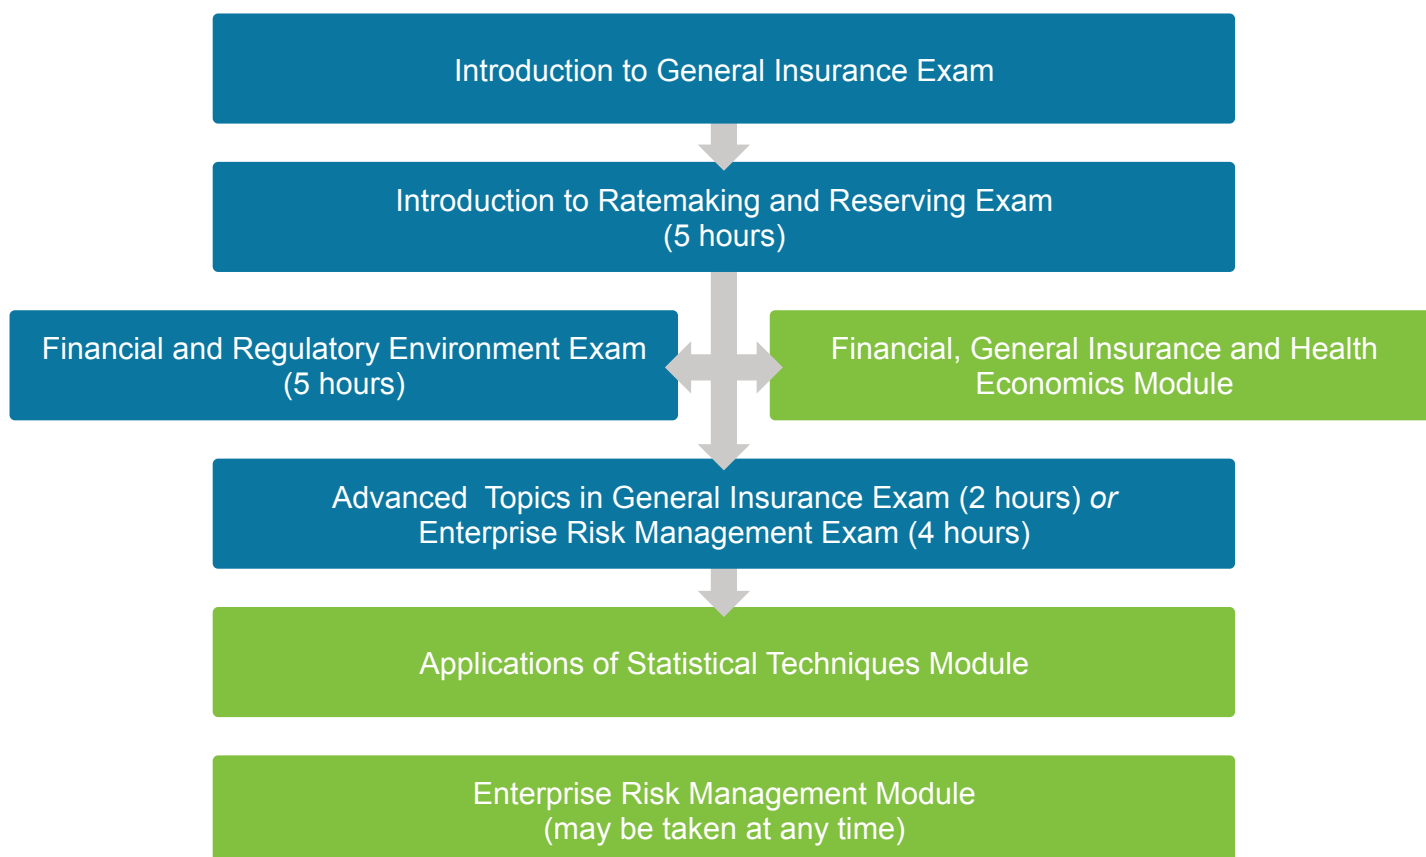 Introduction to General Insurance Exam
Introduction to Ratemaking and Reserving Exam
(5 hours)
Financial and Regulatory Environment Exam
(5 hours)
Financial, General Insurance and Health
Economics Module
Advanced  Topics in General Insurance Exam (2 hours) or
Enterprise Risk Management Exam (4 hours)
Applications of Statistical Techniques Module
Enterprise Risk Management Module
(may be taken at any time)